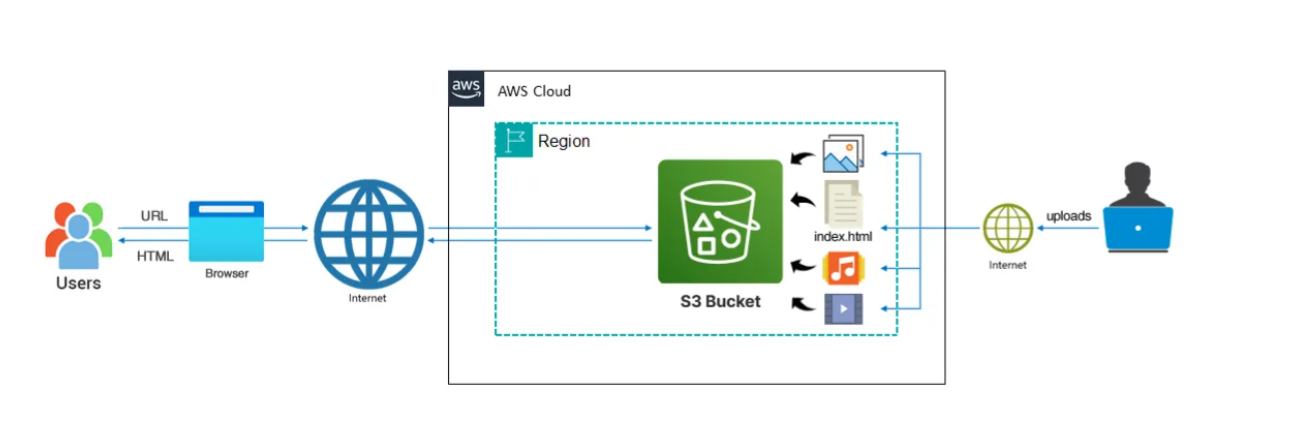 aws
AWS Cloud
Region
URL
HTML
Users
Browser
Internet
S3 Bucket
index.html
Internet
uploads